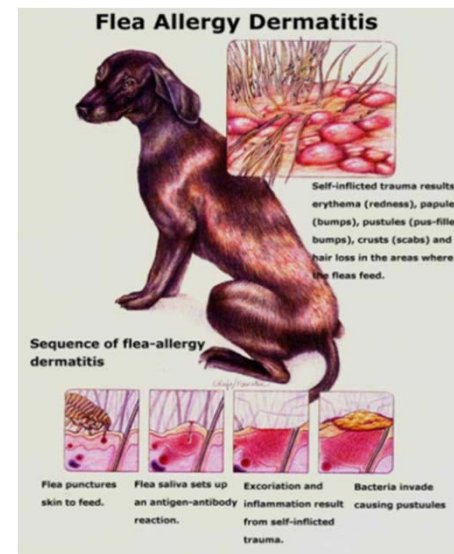 Flea Allergy Dermatitis
Self-inflicted trauma results
erythema (redness), papule
(bumps), pustules (pus-fille
bumps), crusts (scabs) and
hair loss in the areas where
the fleas feed.
Sequence of flea-allergy
dermatitis
Flea punctures
skin to feed.
Flea saliva sets up
an antigen-antibody
reaction.
Excoriation and
inflammation result
from self-inflicted
trauma.
Bacteria invade
causing pustuules